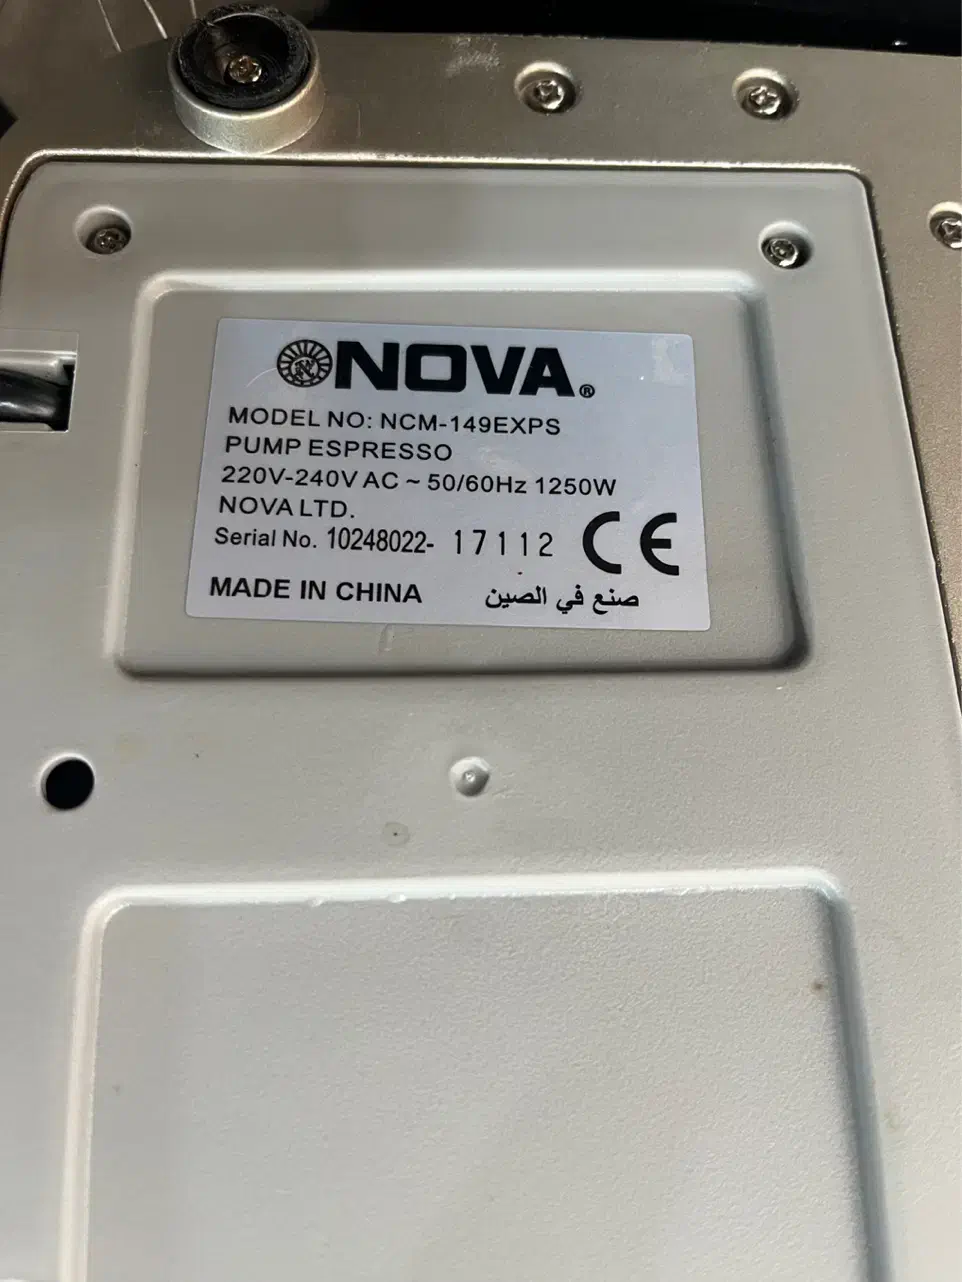 NOVA®
MODEL NO: NCM-149EXPS
PUMP ESPRESSO
220V-240V AC ~ 50/60Hz 1250W
NOVA LTD.
Serial No. 10248022- 17112 CE
MADE IN CHINA صنع في الصين